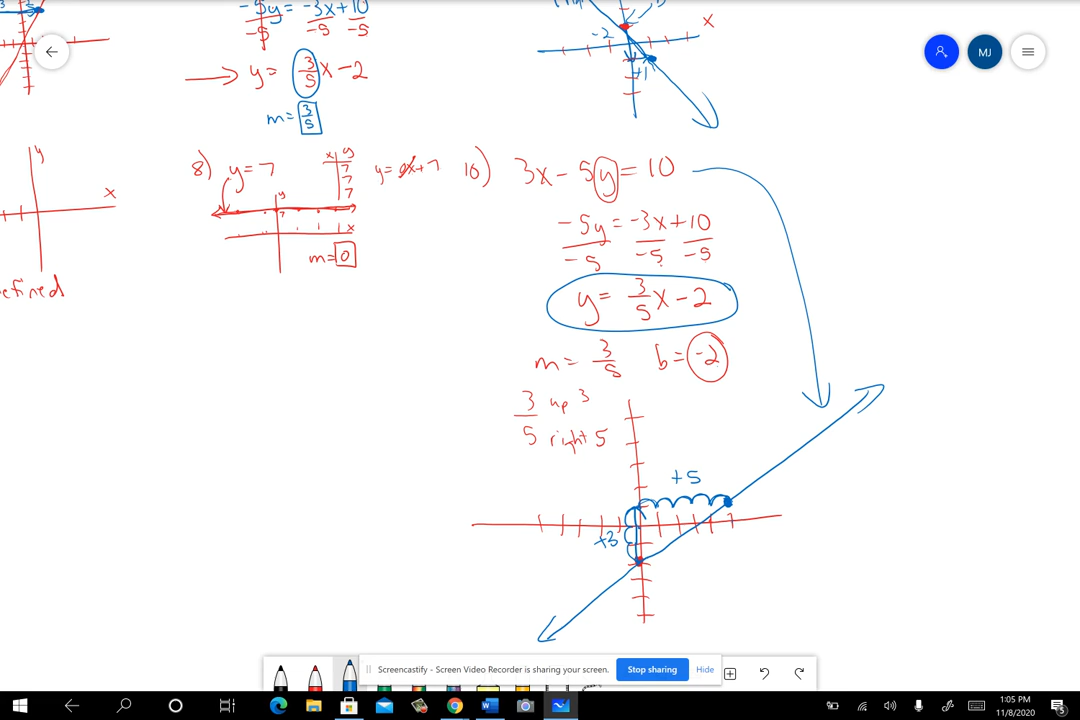 -5y = -3x+10
-5 -5 -5
y = 3/5 x - 2
m = 3/5
-2
+1
x
MJ
y
x
efined
8) y = 7
x y
7
7
7
y = 0x+7
y
7
x
m = 0
10) 3x - 5y = 10
-5y = -3x+10
-5 -5 -5
y = 3/5 x - 2
m = 3/5 b = -2
3 up 3
5 right 5
+5
+3
Screencastify - Screen Video Recorder is sharing your screen. Stop sharing Hide
1:05 PM
11/8/2020
5